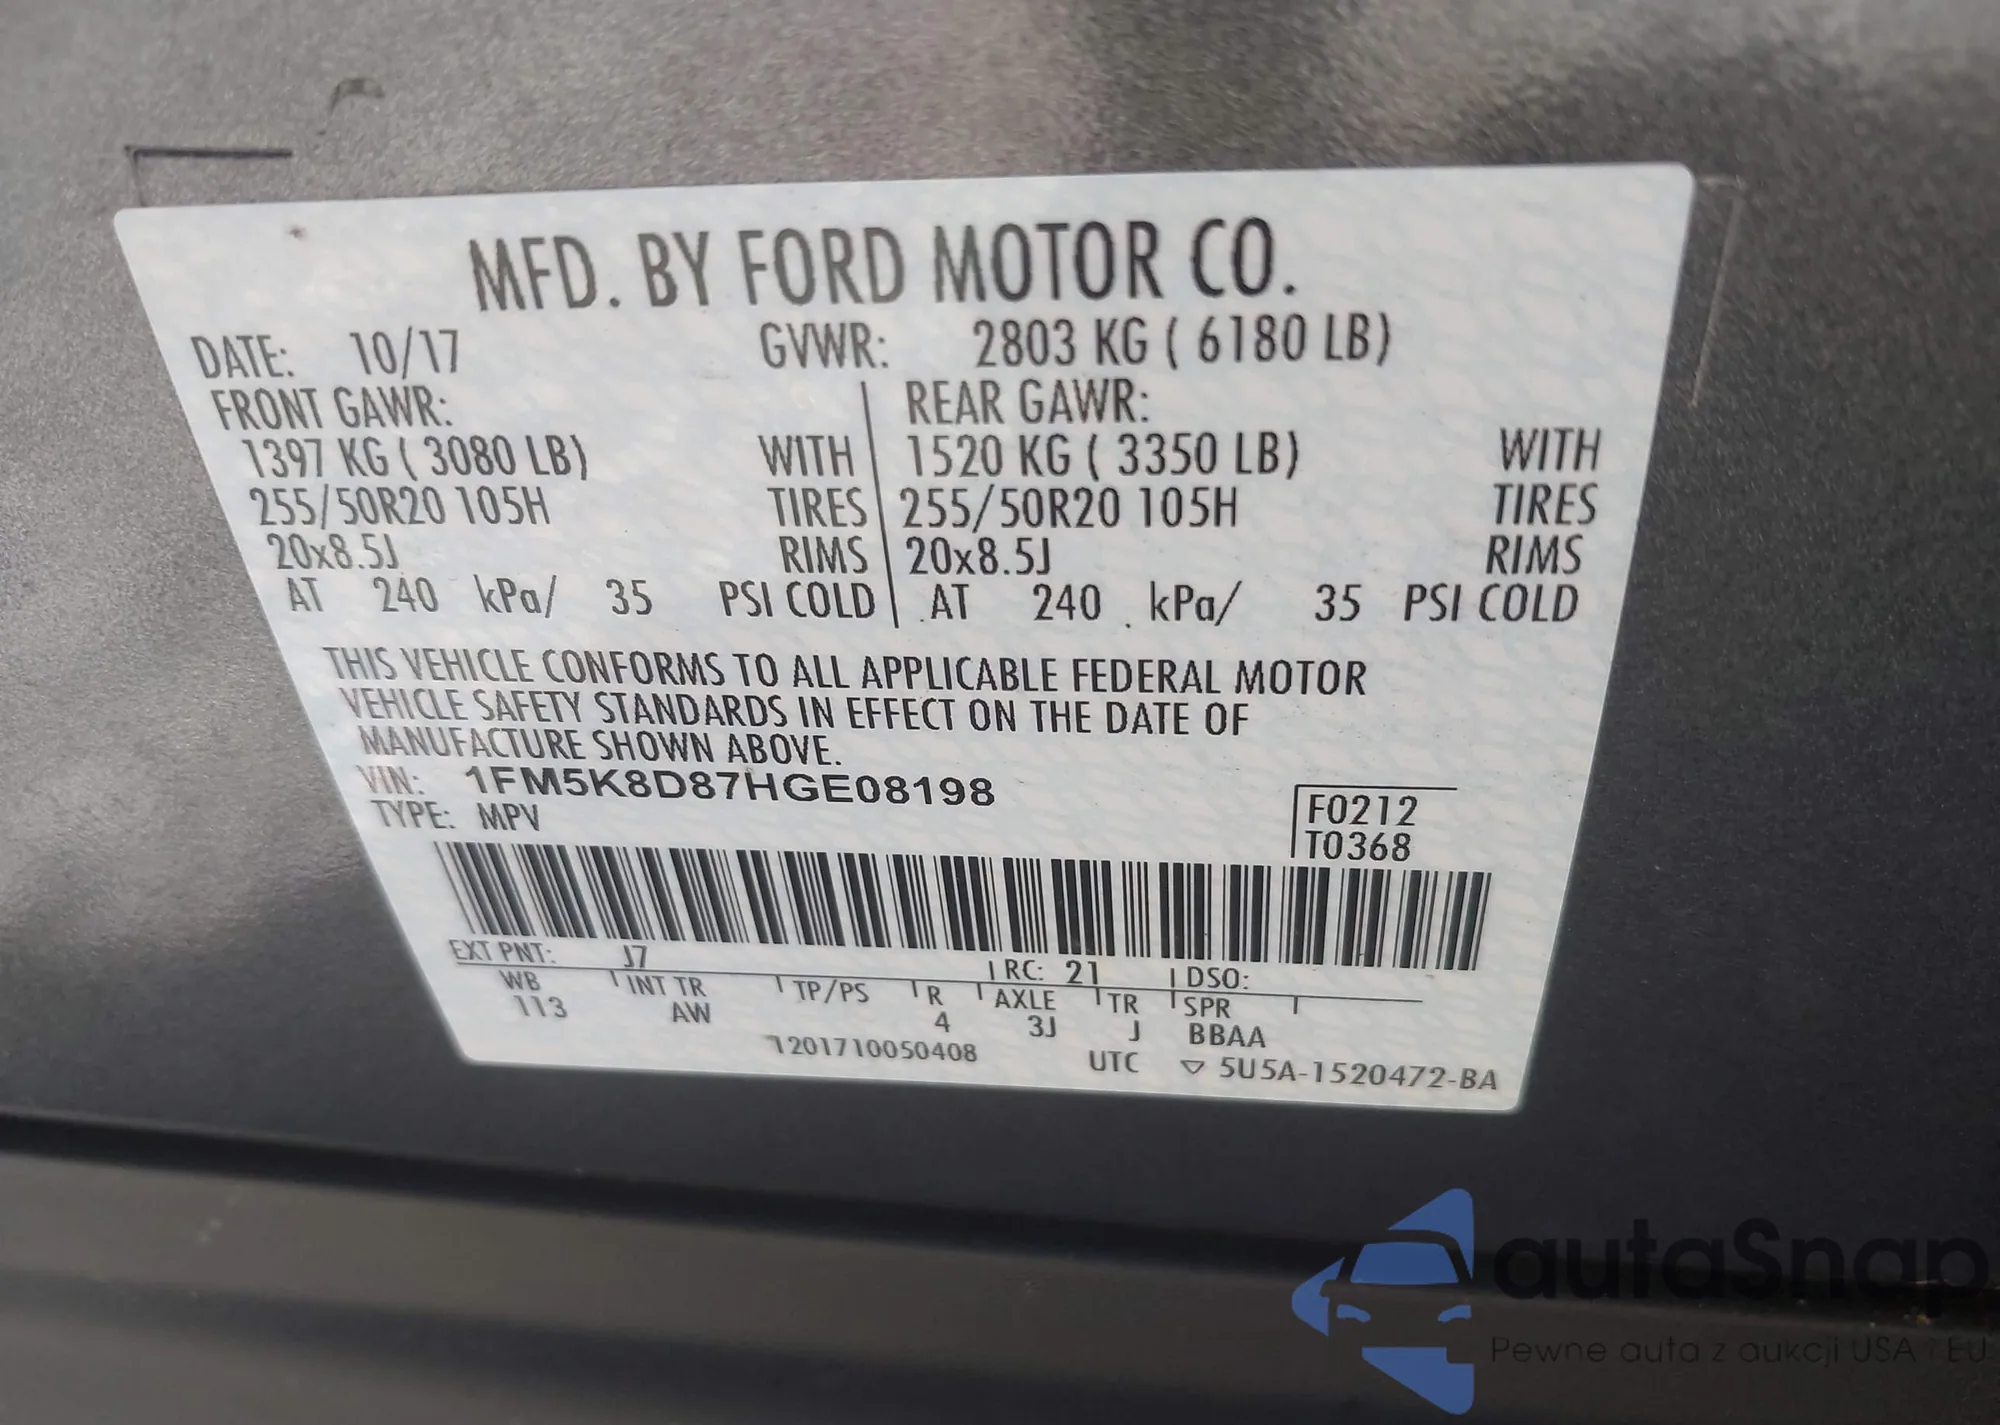 MFD. BY FORD MOTOR CO.
DATE: 10/17 GVWR: 2803 KG ( 6180 LB)
FRONT GAWR: REAR GAWR:
1397 KG ( 3080 LB) WITH 1520 KG ( 3350 LB) WITH
255/50R20 105H TIRES 255/50R20 105H TIRES
20x8.5J RIMS 20x8.5J RIMS
AT 240 kPa/ 35 PSI COLD AT 240 kPa/ 35 PSI COLD
THIS VEHICLE CONFORMS TO ALL APPLICABLE FEDERAL MOTOR
VEHICLE SAFETY STANDARDS IN EFFECT ON THE DATE OF
MANUFACTURE SHOWN ABOVE.
VIN: 1FM5K8D87HGE08198
TYPE: MPV
F0212
T0368
EXT PNT: J7 RC: 21 DSO:
WB INT TR TP/PS R AXLE TR SPR
113 AW 4 3J J BBAA
1201710050408 UTC ▽ 5U5A-1520472-BA
autaSnap
Pewne auta z aukcji USA i EU